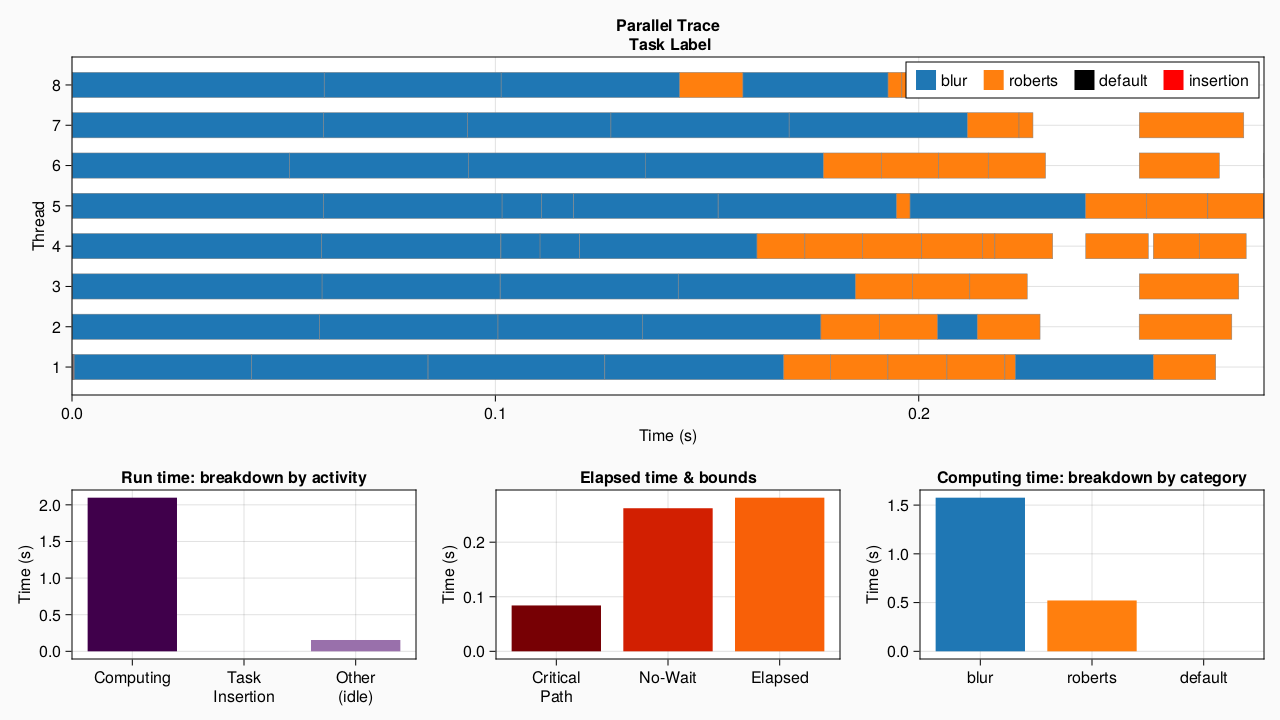 Parallel Trace
Task Label
blur roberts default insertion
Thread
8
7
6
5
4
3
2
1
0.0 0.1 0.2
Time (s)
Run time: breakdown by activity
Time (s)
2.0
1.5
1.0
0.5
0.0
Computing Task Insertion Other (idle)
Elapsed time & bounds
Time (s)
0.2
0.1
0.0
Critical Path No-Wait Elapsed
Computing time: breakdown by category
Time (s)
1.5
1.0
0.5
0.0
blur roberts default